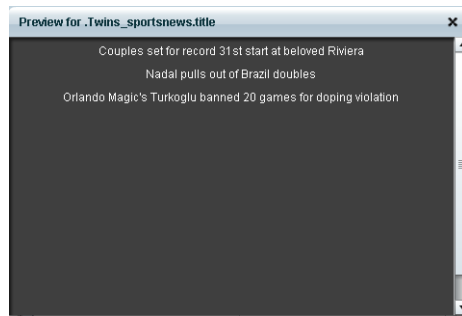 Preview for .Twins_sportsnews.title
Couples set for record 31st start at beloved Riviera
Nadal pulls out of Brazil doubles
Orlando Magic's Turkoglu banned 20 games for doping violation